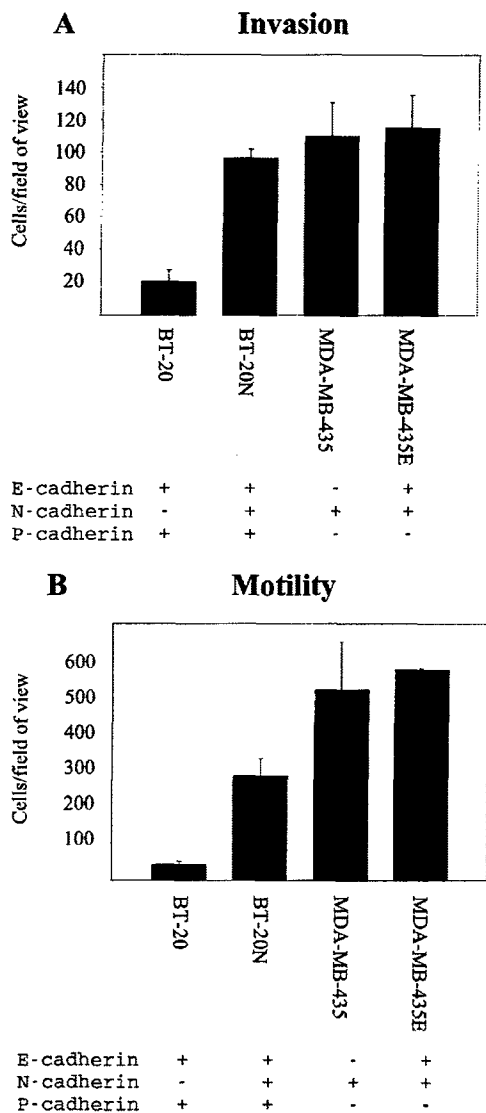 A Invasion
Cells/field of view
140
120
100
80
60
40
20
BT-20
BT-20N
MDA-MB-435
MDA-MB-435E
E-cadherin + + - +
N-cadherin - + + +
P-cadherin + + - -
B Motility
Cells/field of view
600
500
400
300
200
100
BT-20
BT-20N
MDA-MB-435
MDA-MB-435E
E-cadherin + + - +
N-cadherin - + + +
P-cadherin + + - -